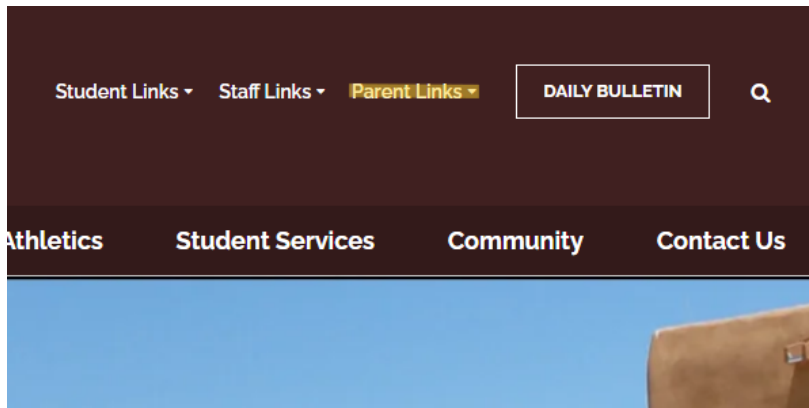 Student Links Staff Links Parent Links DAILY BULLETIN
Athletics Student Services Community Contact Us